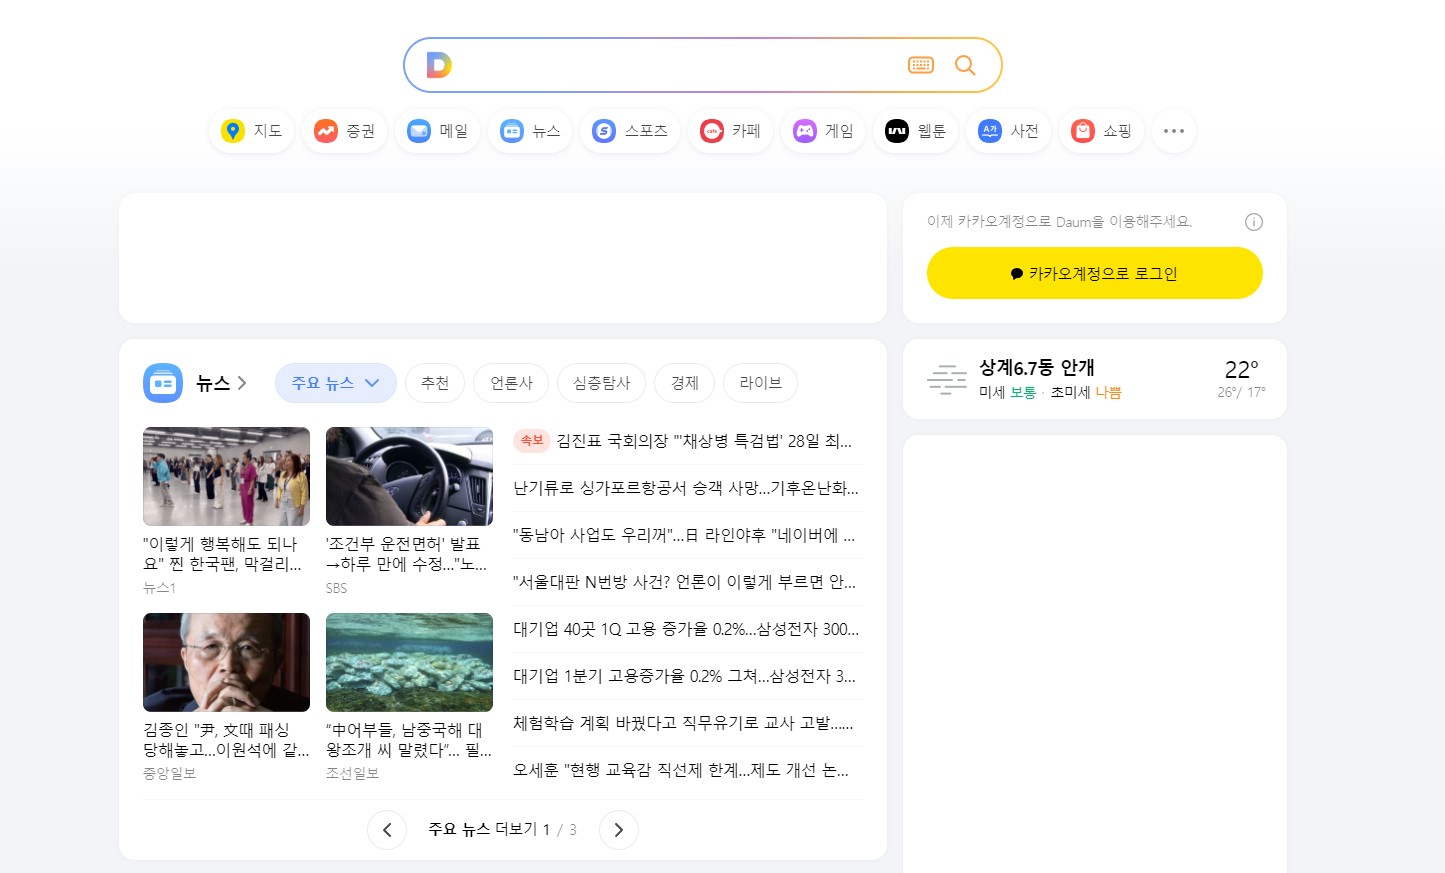 D
지도
증권
메일
뉴스
스포츠
cafe 카페
게임
웹툰
A가 사전
쇼핑
이제 카카오계정으로 Daum을 이용해주세요.
카카오계정으로 로그인
뉴스
주요 뉴스
추천
언론사
심층탐사
경제
라이브
상계6.7동 안개
미세 보통 · 초미세 나쁨
22°
26°/ 17°
"이렇게 행복해도 되나
요" 찐 한국팬, 막걸리...
뉴스1
'조건부 운전면허' 발표
→하루 만에 수정..."노...
SBS
김종인 "尹, 文때 패싱
당해놓고...이원석에 같...
중앙일보
“中어부들, 남중국해 대
왕조개 씨 말렸다”... 필...
조선일보
속보 김진표 국회의장 "'채상병 특검법' 28일 최...
난기류로 싱가포르항공서 승객 사망...기후온난화...
"동남아 사업도 우리꺼"...日 라인야후 "네이버에 ...
"서울대판 N번방 사건? 언론이 이렇게 부르면 안...
대기업 40곳 1Q 고용 증가율 0.2%...삼성전자 300...
대기업 1분기 고용증가율 0.2% 그쳐...삼성전자 3...
체험학습 계획 바꿨다고 직무유기로 교사 고발......
오세훈 "현행 교육감 직선제 한계...제도 개선 논...
주요 뉴스 더보기 1 / 3